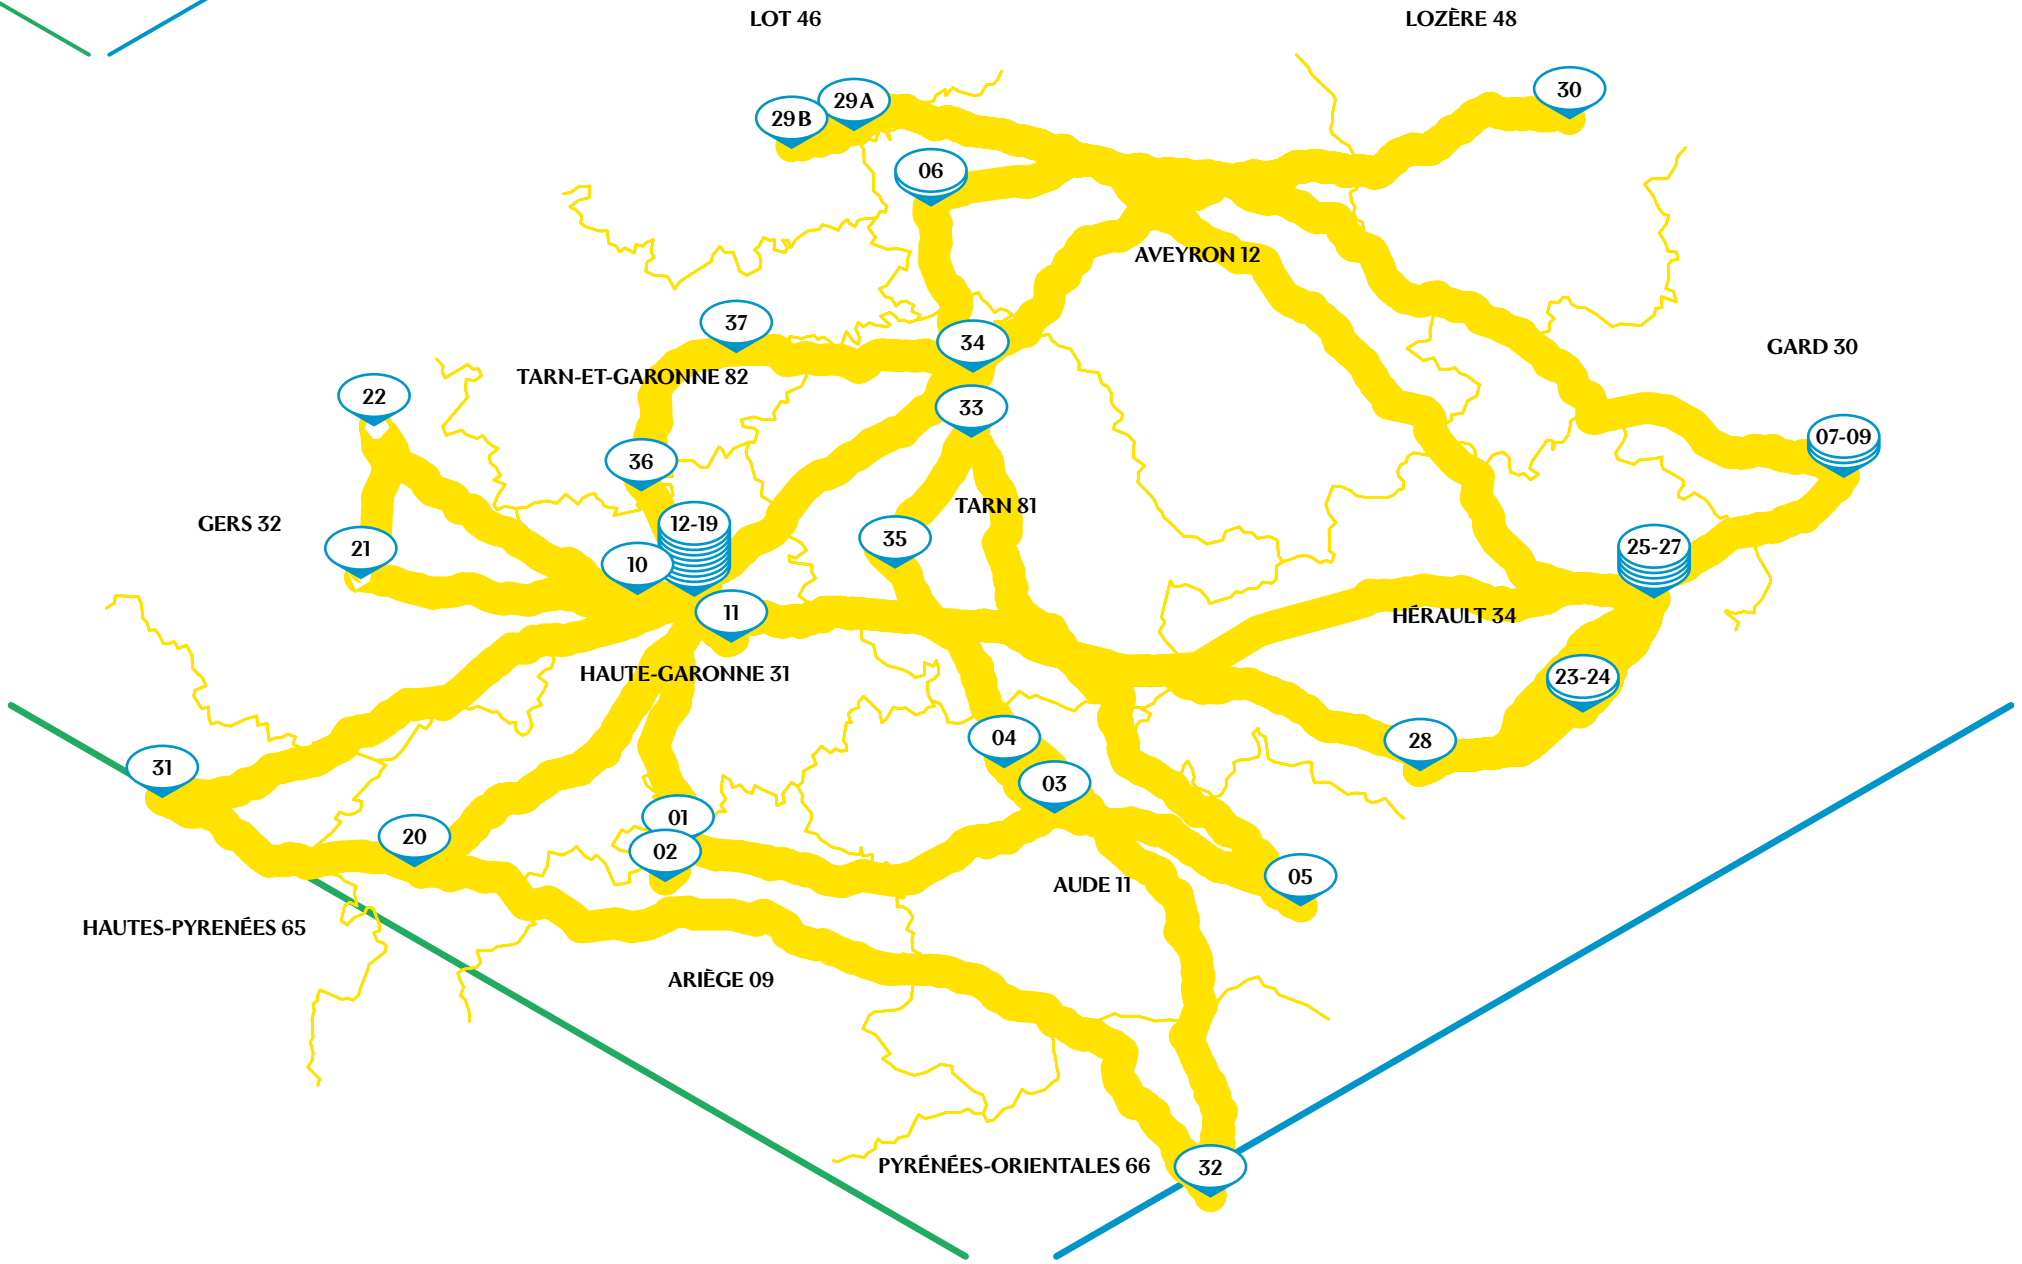 LOT 46
LOZÈRE 48
30
29A
29B
06
AVEYRON 12
37
34
GARD 30
TARN-ET-GARONNE 82
22
33
07-09
36
TARN 81
GERS 32
12-19
35
21
25-27
10
11
HÉRAULT 34
HAUTE-GARONNE 31
23-24
04
28
31
03
01
20
02
05
AUDE 11
HAUTES-PYRENÉES 65
ARIÈGE 09
PYRÉNÉES-ORIENTALES 66
32